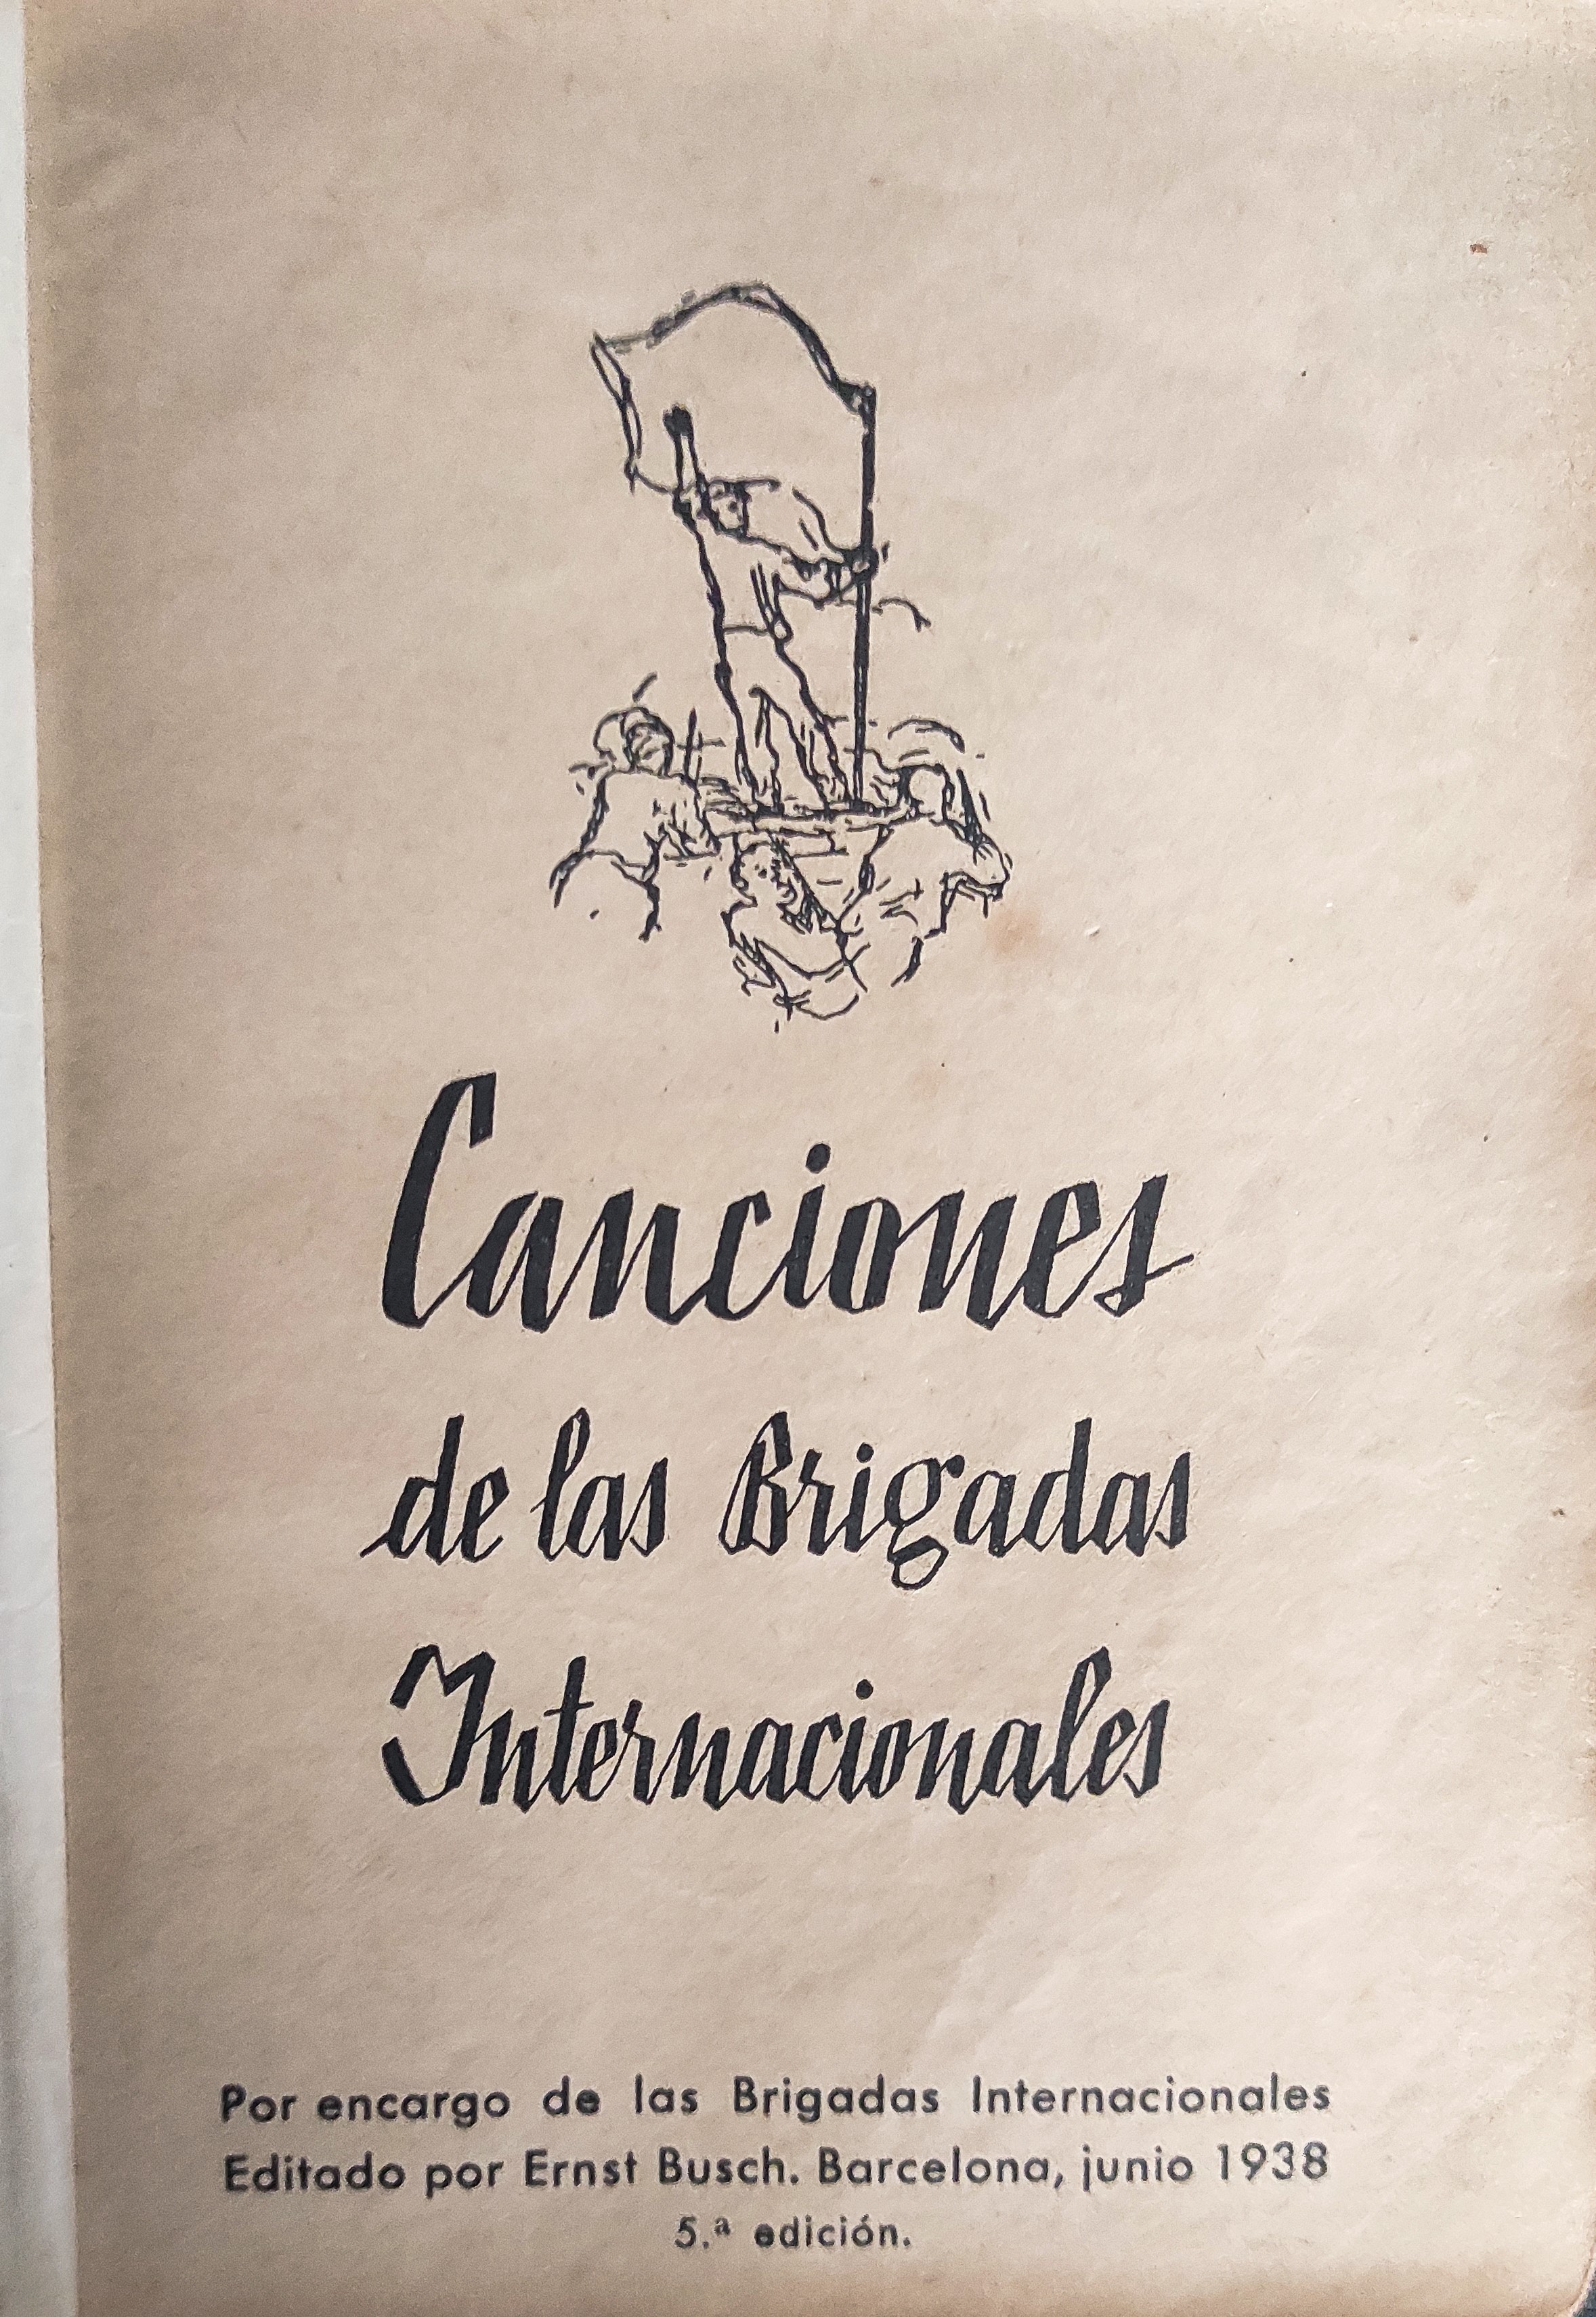 Canciones
de las Brigadas
Internacionales
Por encargo de las Brigadas Internacionales
Editado por Ernst Busch. Barcelona, junio 1938
5.ª edición.